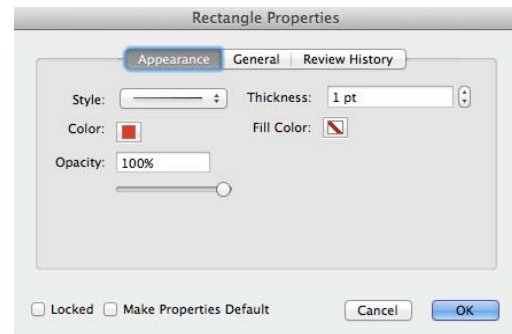 Rectangle Properties
Appearance General Review History
Style: Thickness: 1 pt
Color: Fill Color:
Opacity: 100%
Locked Make Properties Default Cancel OK